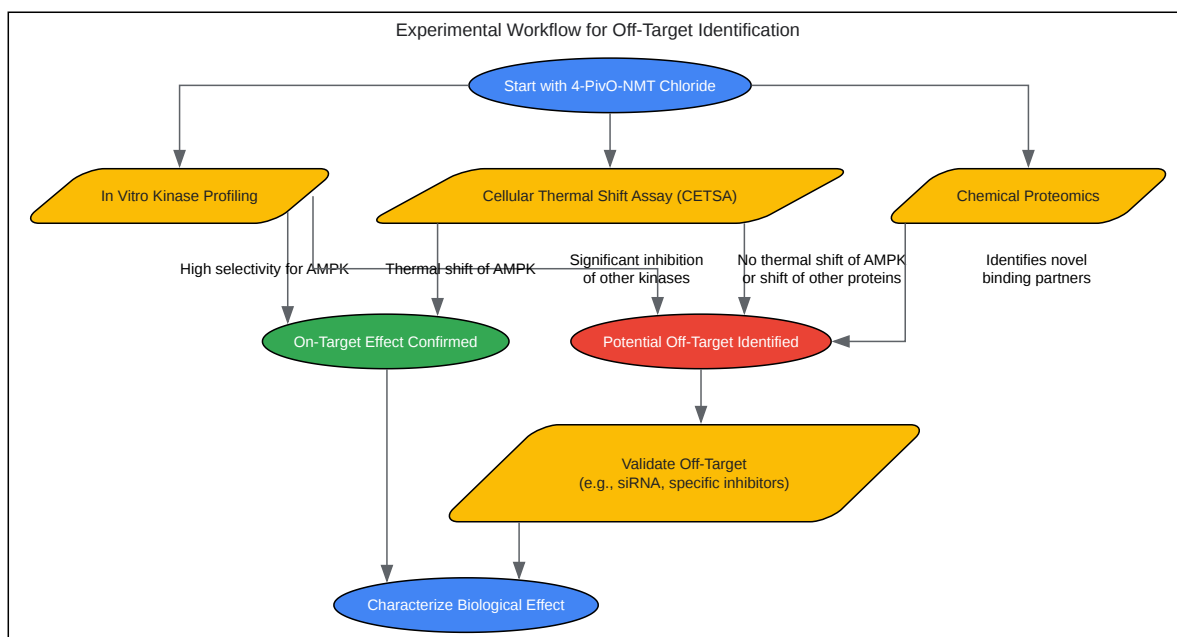 Experimental Workflow for Off-Target Identification
Start with 4-PivO-NMT Chloride
In Vitro Kinase Profiling
Cellular Thermal Shift Assay (CETSA)
Chemical Proteomics
High selectivity for AMPK
Thermal shift of AMPK
Significant inhibition
of other kinases
No thermal shift of AMPK
or shift of other proteins
Identifies novel
binding partners
On-Target Effect Confirmed
Potential Off-Target Identified
Validate Off-Target
(e.g., siRNA, specific inhibitors)
Characterize Biological Effect